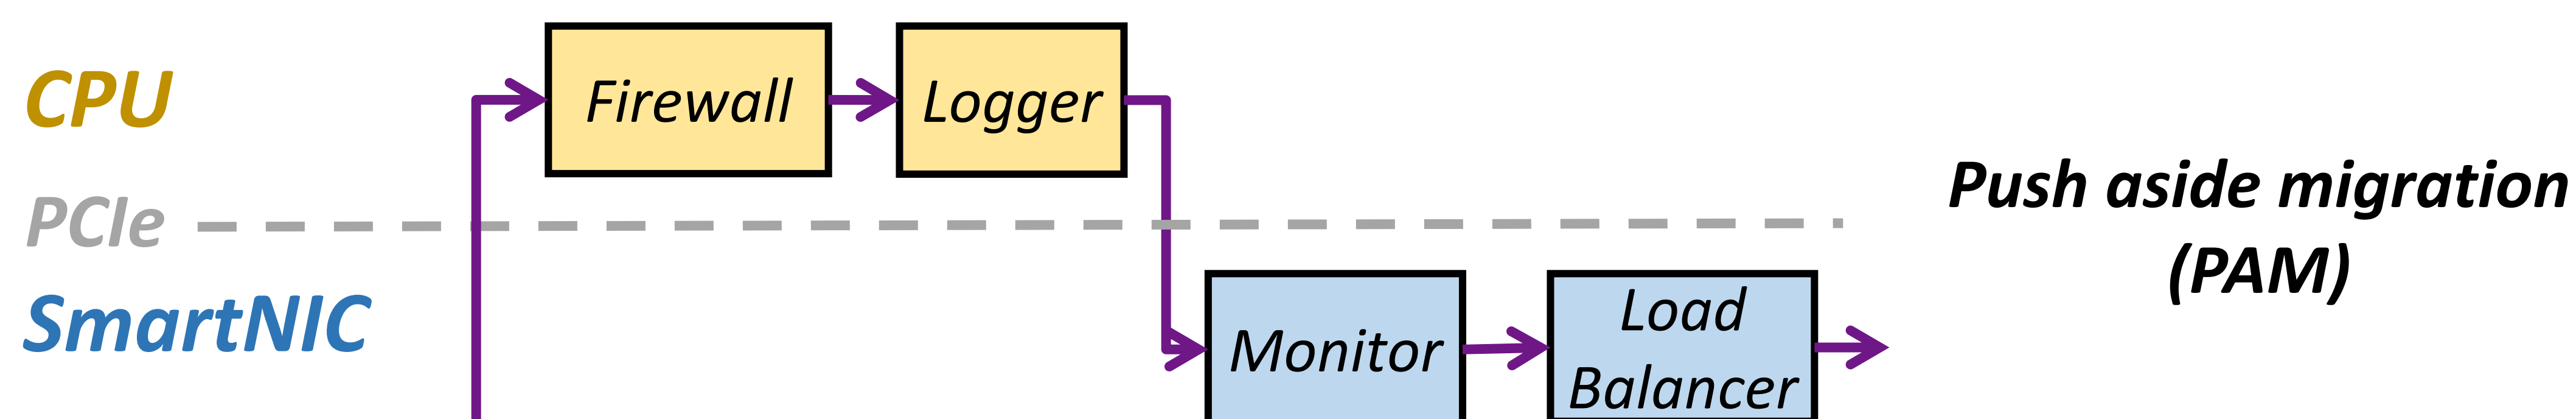 CPU
PCIe
SmartNIC
Firewall
Logger
Monitor
Load
Balancer
Push aside migration
(PAM)